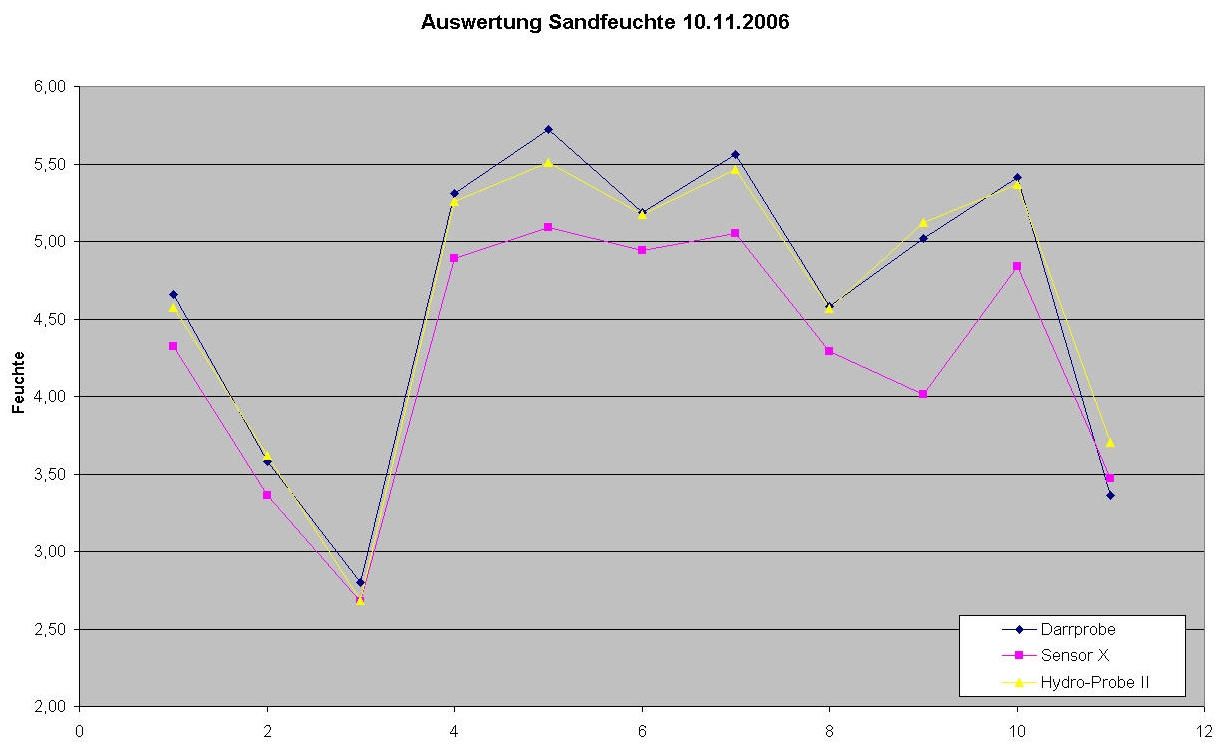 Auswertung Sandfeuchte 10.11.2006
6,00
5,50
5,00
4,50
4,00
3,50
3,00
2,50
2,00
Feuchte
0 2 4 6 8 10 12
Darrprobe
Sensor X
Hydro-Probe II